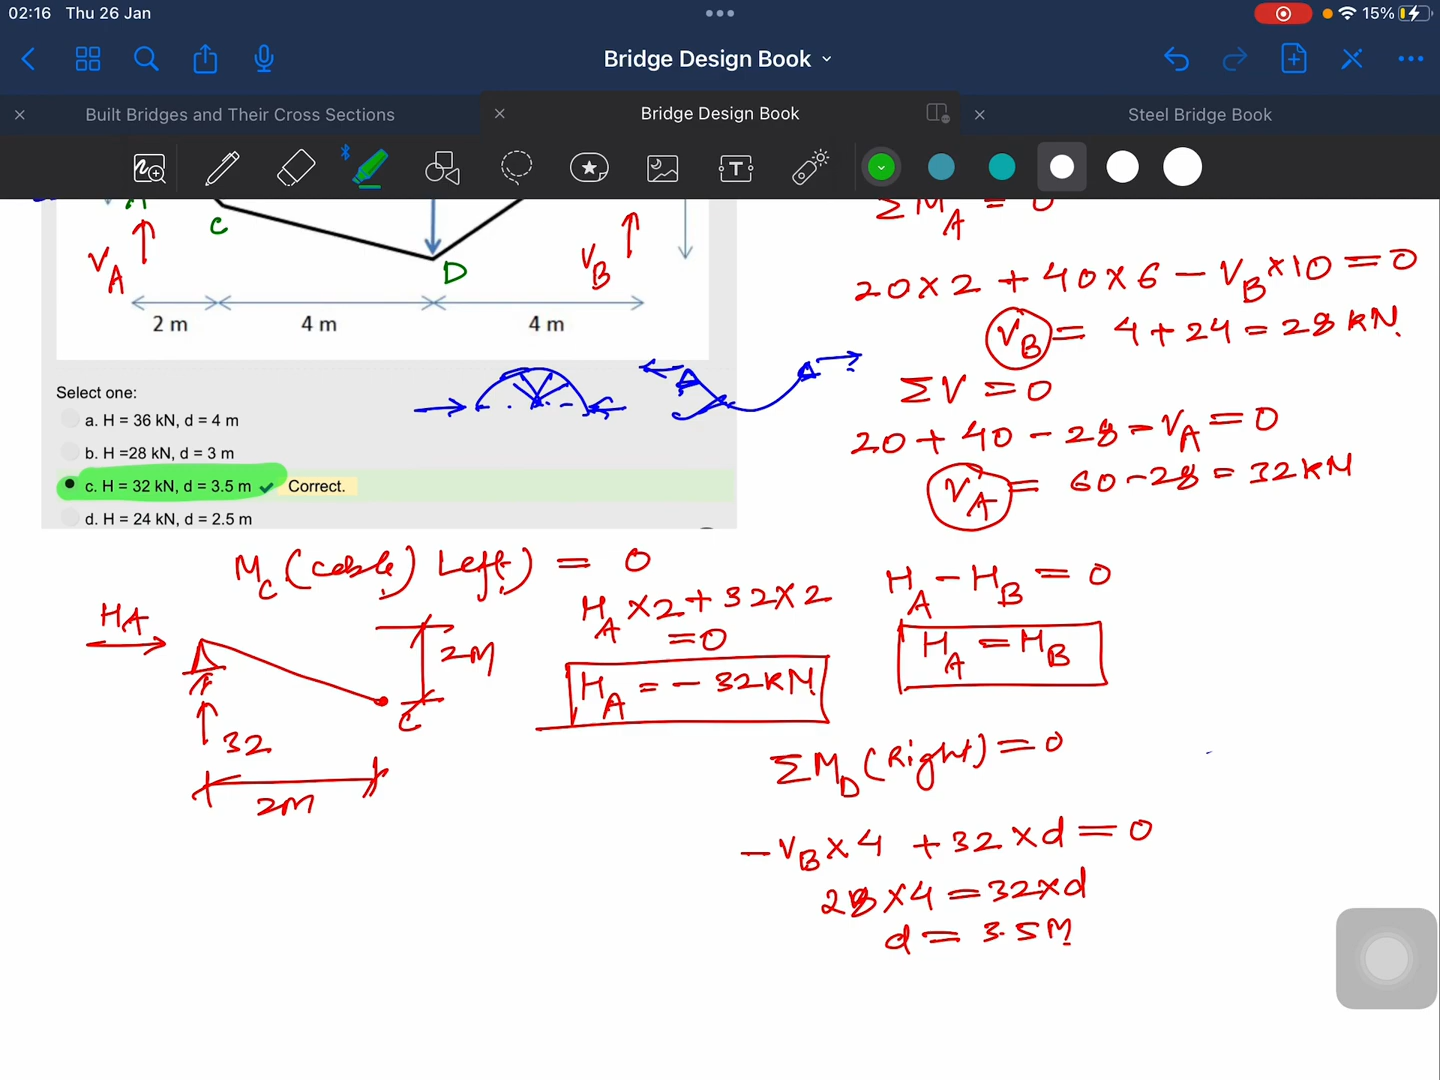 02:16 Thu 26 Jan
15%
Bridge Design Book
Built Bridges and Their Cross Sections
Bridge Design Book
Steel Bridge Book
A
C
V_A
D
V_B
2 m
4 m
4 m
Select one:
a. H = 36 kN, d = 4 m
b. H =28 kN, d = 3 m
c. H = 32 kN, d = 3.5 m ✔ Correct.
d. H = 24 kN, d = 2.5 m
ΣM_A = 0
20×2 + 40×6 - V_B×10 = 0
V_B = 4+24 = 28 kN
ΣV = 0
20+40-28-V_A = 0
V_A = 60-28 = 32 kN
M_C (cable) Left) = 0
H_A
2M
C
32
2m
H_A×2+32×2
=0
H_A = - 32kN
H_A - H_B = 0
H_A = H_B
ΣM_D (Right) = 0
-V_B×4 +32×d = 0
28×4 = 32×d
d = 3.5M